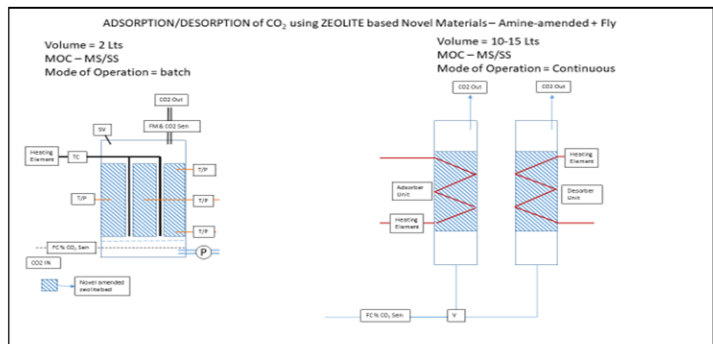 ADSORPTION/DESORPTION of CO₂ using ZEOLITE based Novel Materials – Amine-amended + Fly
Volume = 2 Lts
MOC – MS/SS
Mode of Operation = batch
CO2 Out
FM & CO2 Sen
SV
Heating Element
TC
T/P
T/P
T/P
T/P
FC% CO₂ Sen
P
CO2 IN
Novel amended zeolite bed
Volume = 10-15 Lts
MOC – MS/SS
Mode of Operation = Continuous
CO2 Out
CO2 Out
Heating
Element
Adsorber
Unit
Desorber
Unit
Heating
Element
FC% CO₂ Sen
V